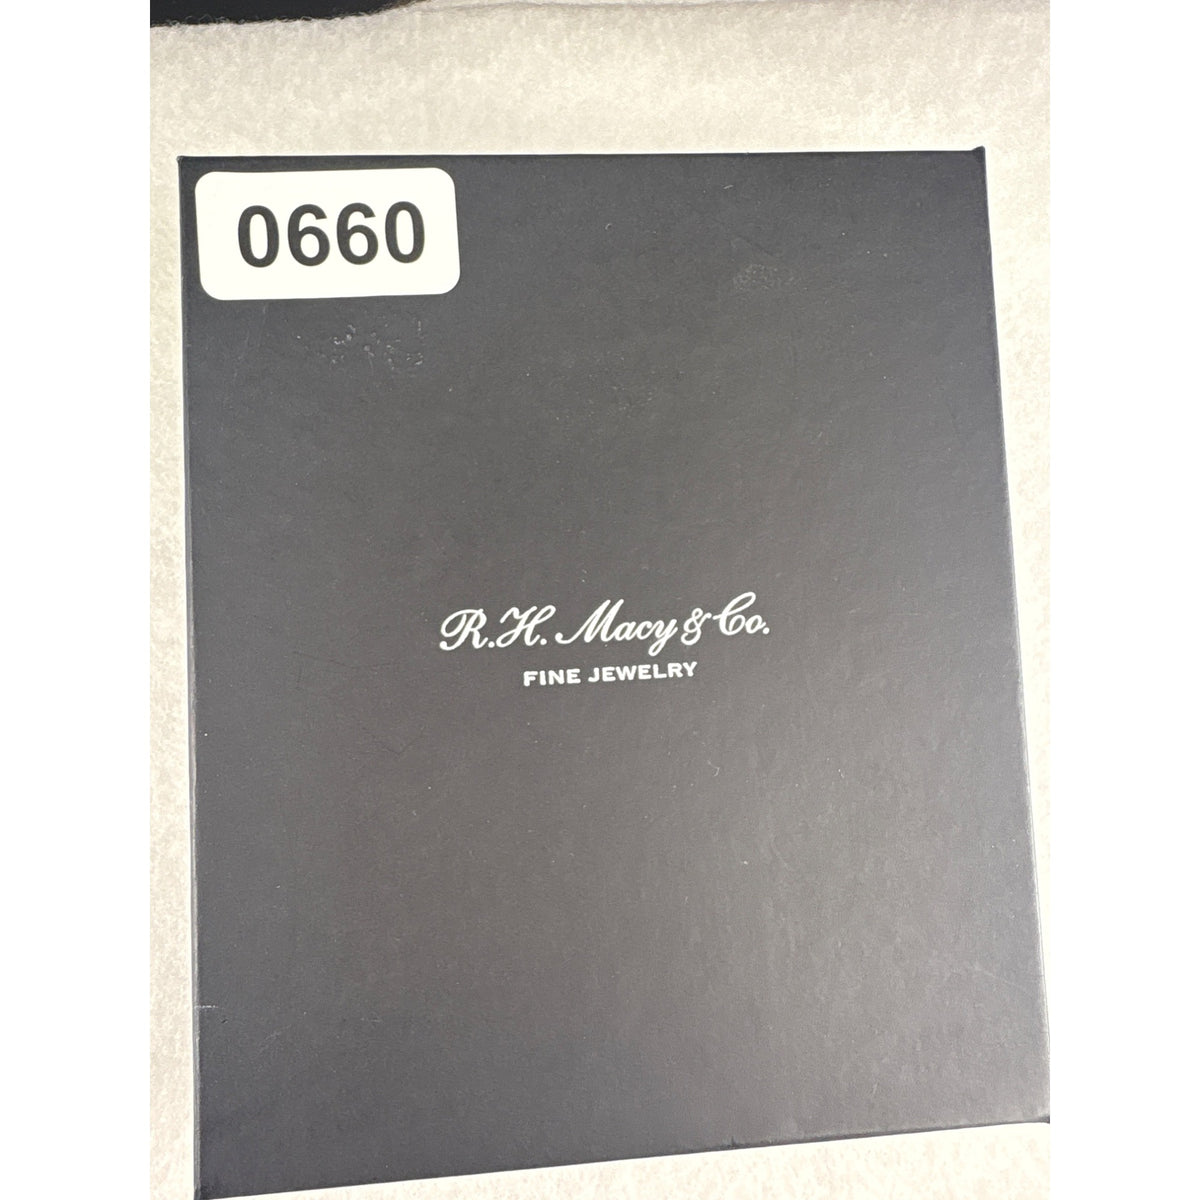 0660
R.H. Macy & Co.
FINE JEWELRY